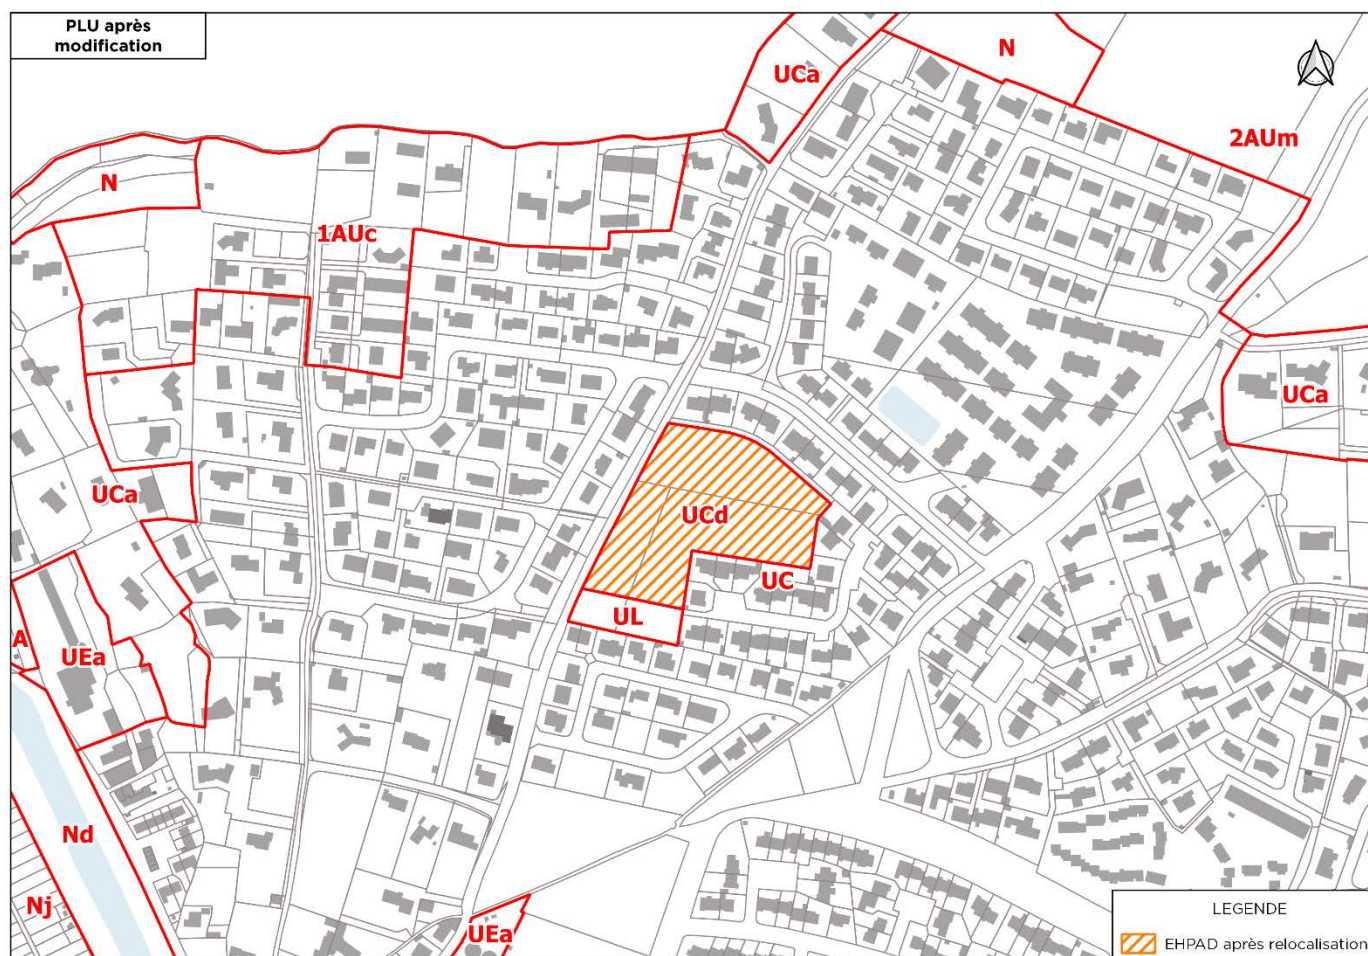 PLU après
modification
N
UCa
2AUm
N
1AUc
UCa
UCa
UCd
UC
UL
A
UEa
Nd
Nj
UEa
LEGENDE
EHPAD après relocalisation